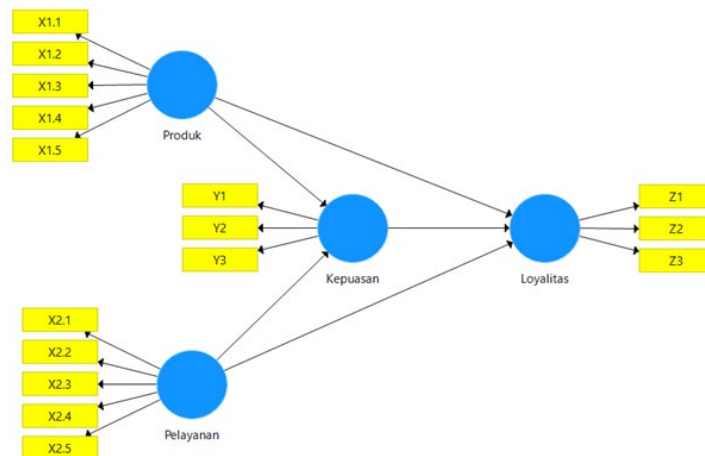 X1.1
X1.2
X1.3
X1.4
X1.5
Produk
Y1
Y2
Y3
Kepuasan
Z1
Z2
Z3
Loyalitas
X2.1
X2.2
X2.3
X2.4
X2.5
Pelayanan